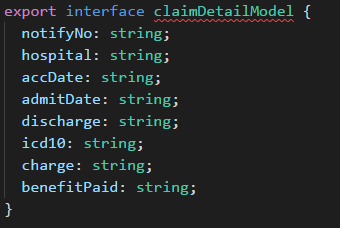 export interface claimDetailModel {
notifyNo: string;
hospital: string;
accDate: string;
admitDate: string;
discharge: string;
icd10: string;
charge: string;
benefitPaid: string;
}